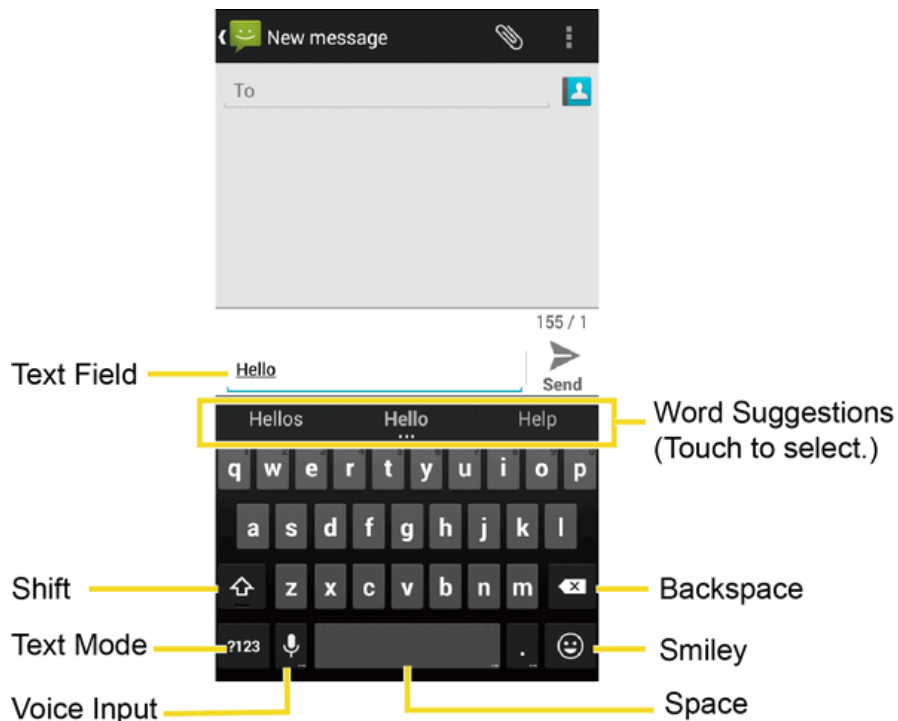 New message
To
155 / 1
Text Field
Hello
Send
Hellos Hello Help
Word Suggestions
(Touch to select.)
q w e r t y u i o p
a s d f g h j k l
Shift
z x c v b n m
Backspace
Text Mode
?123
.
Smiley
Voice Input
Space